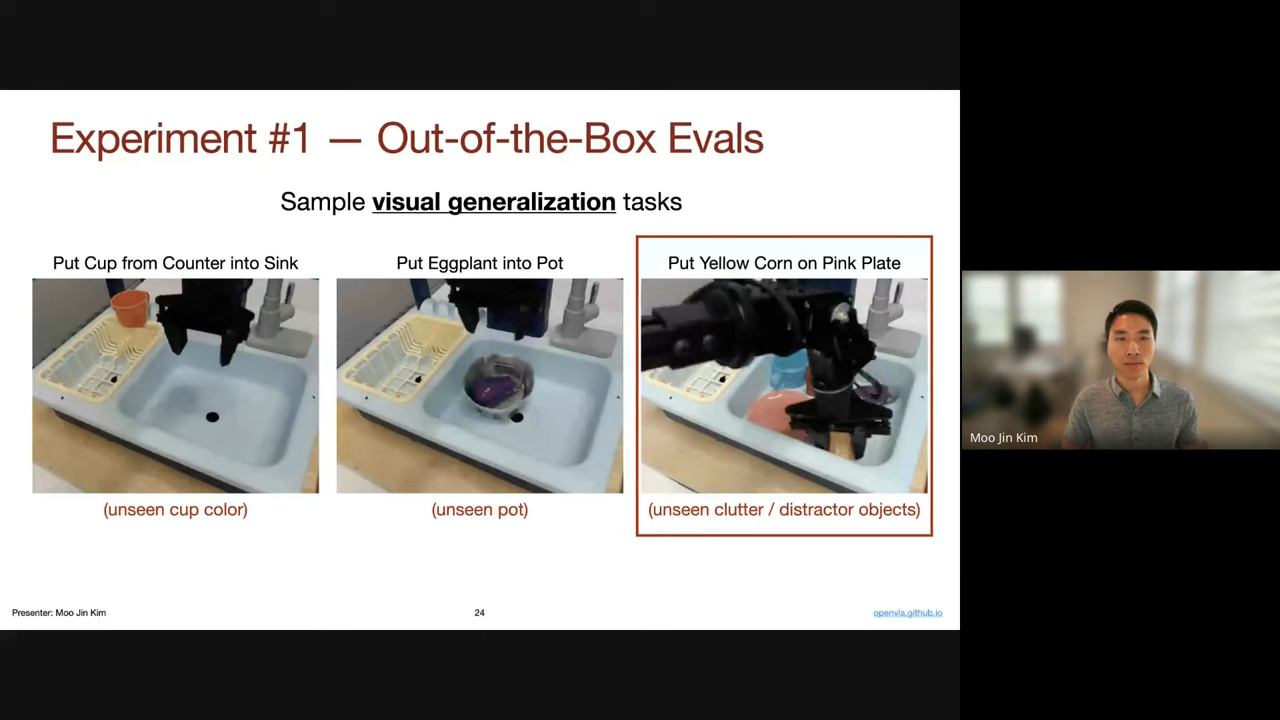 Experiment #1 — Out-of-the-Box Evals
Sample visual generalization tasks
Put Cup from Counter into Sink
Put Eggplant into Pot
Put Yellow Corn on Pink Plate
(unseen cup color)
(unseen pot)
(unseen clutter / distractor objects)
Moo Jin Kim
Presenter: Moo Jin Kim
24
openvla.github.io